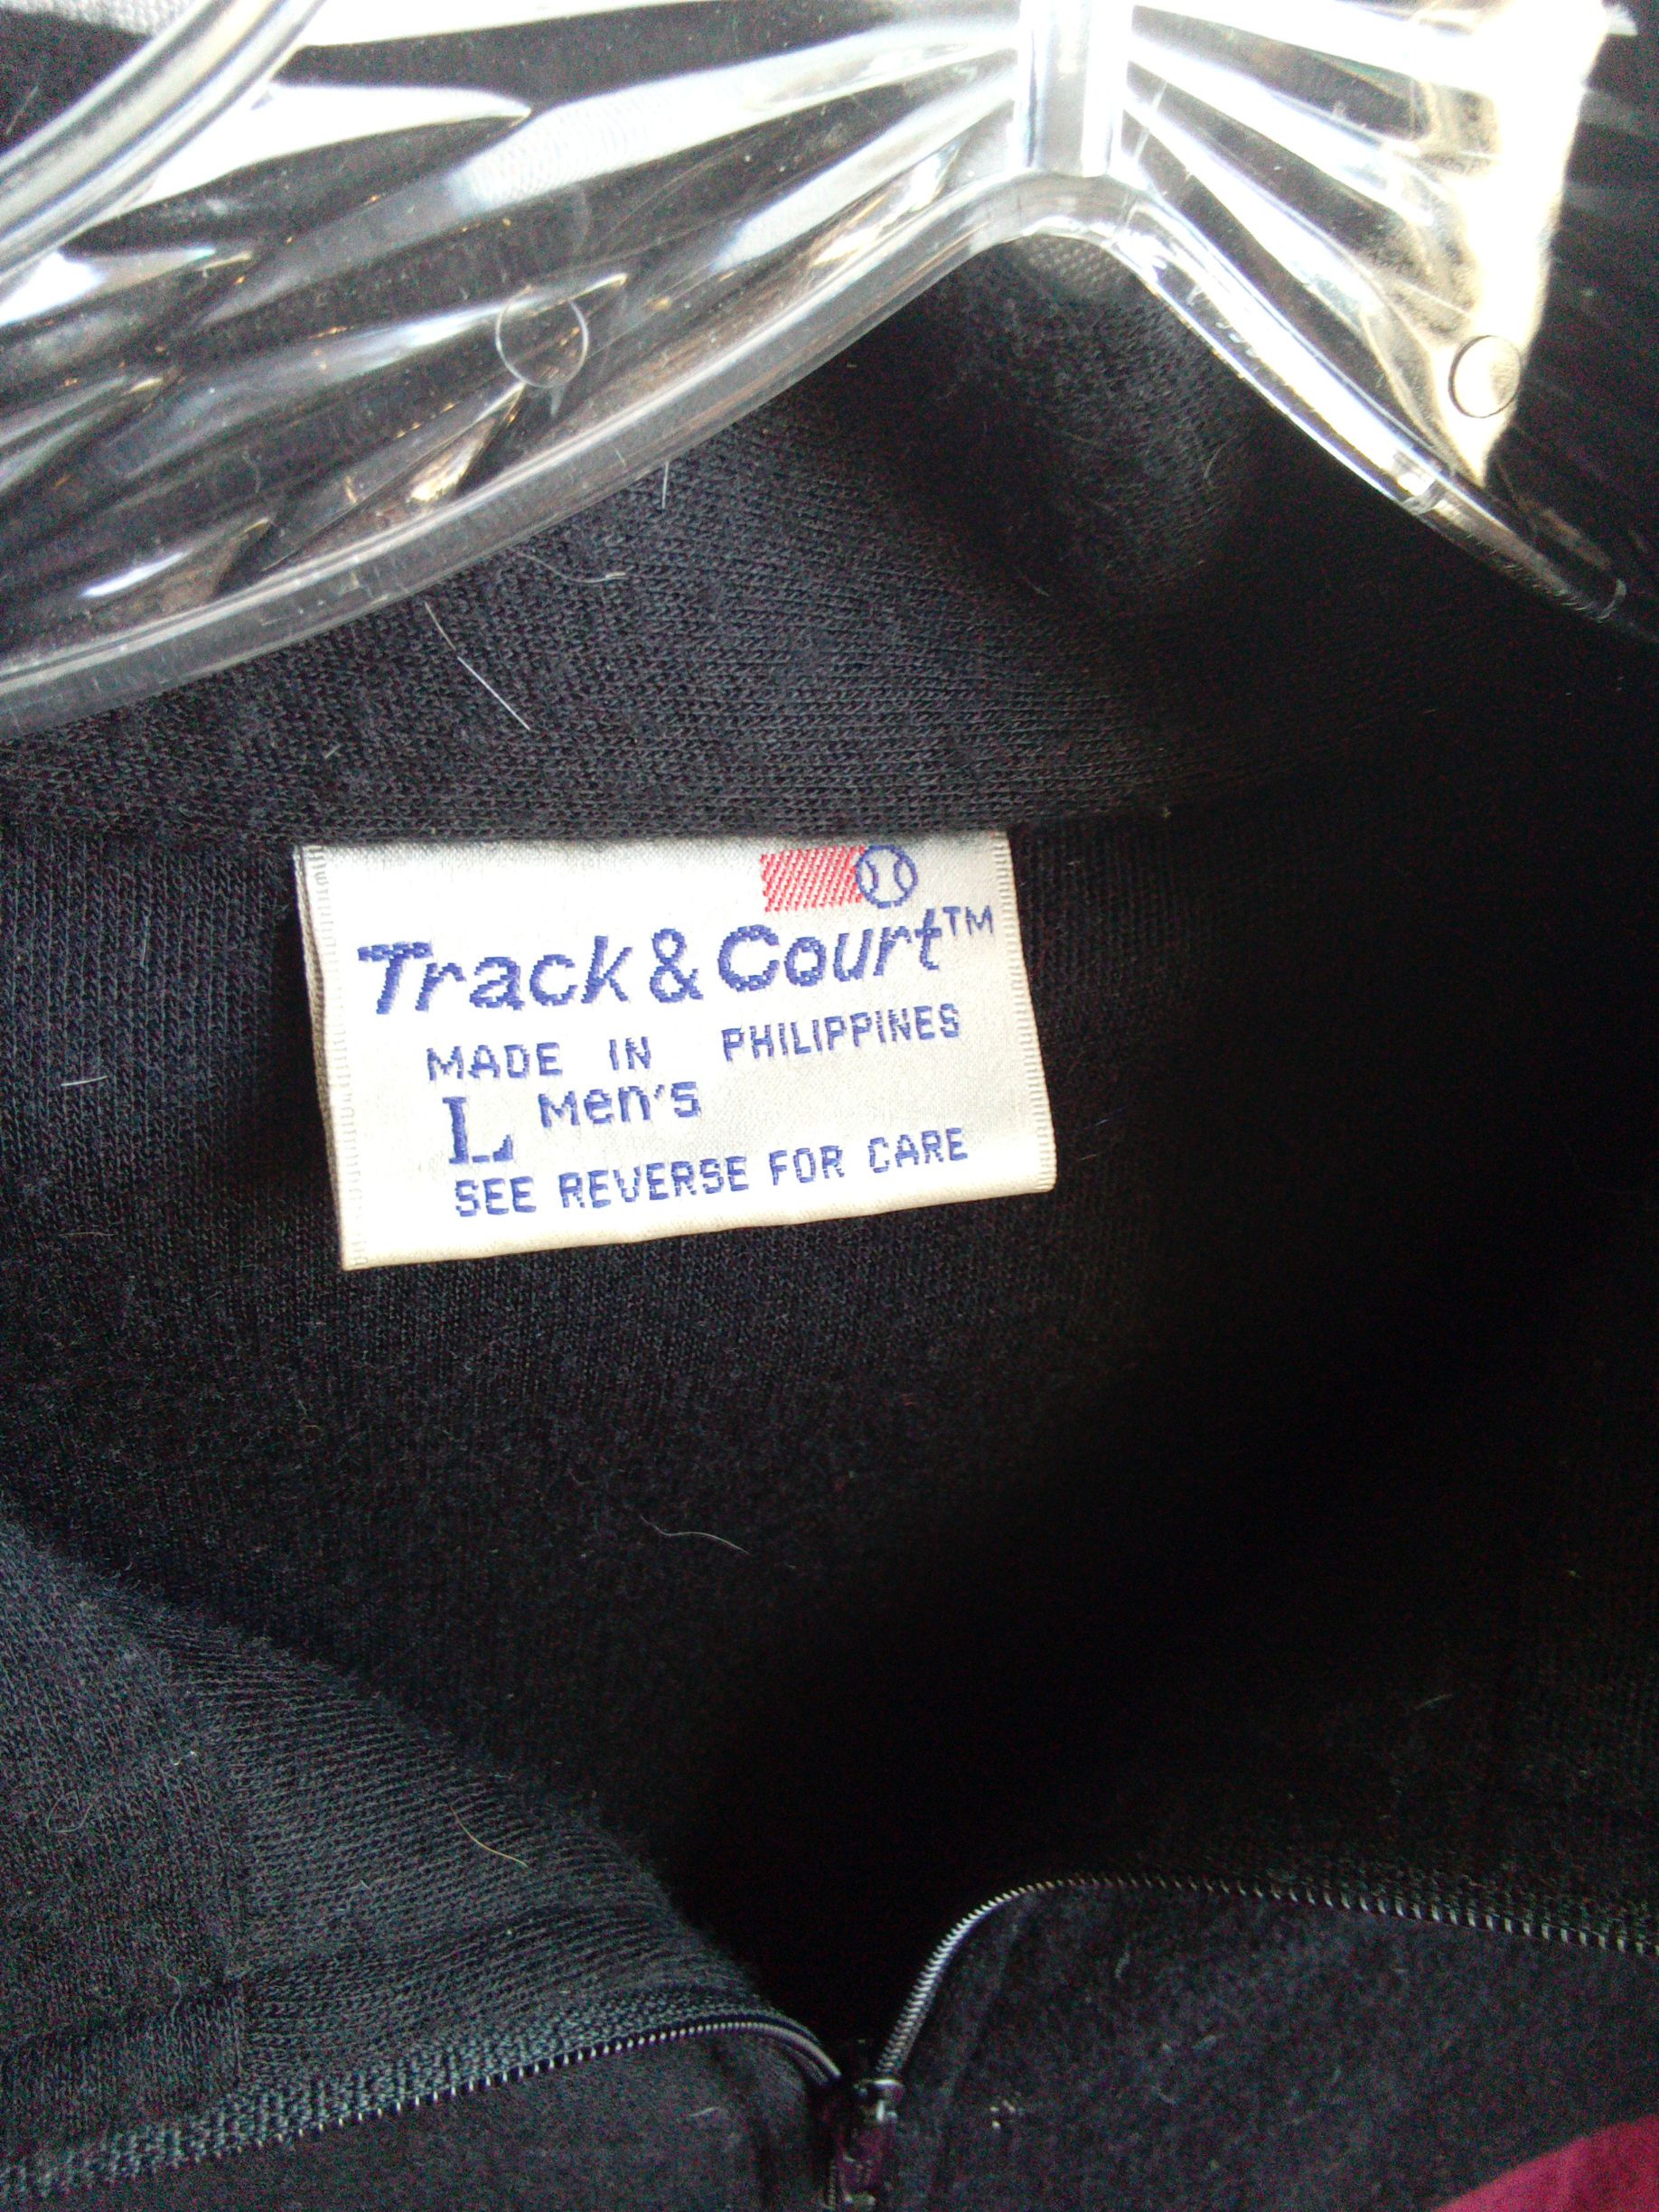 Track & Court™
MADE IN PHILIPPINES
L Men's
SEE REVERSE FOR CARE